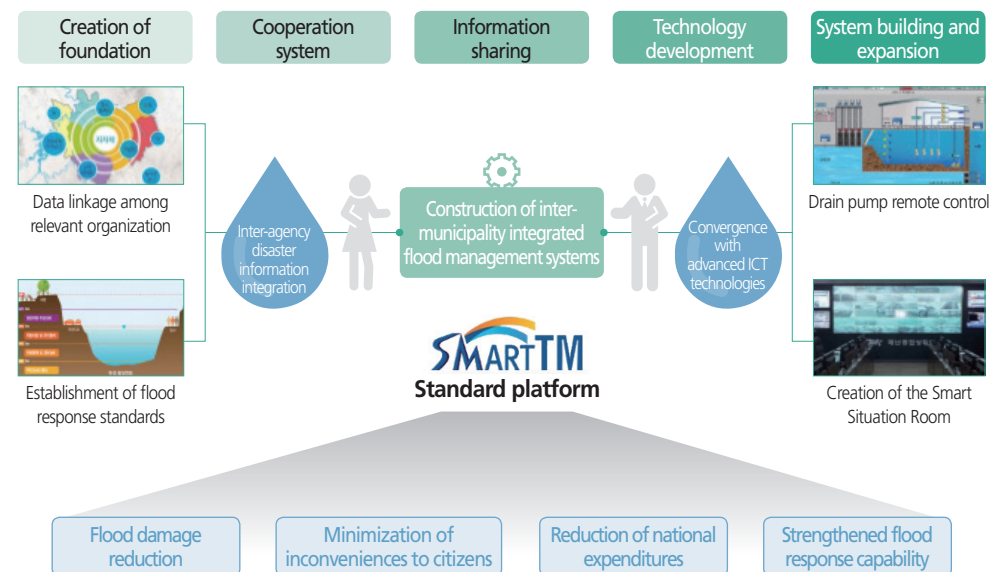 Creation of
foundation
Cooperation
system
Information
sharing
Technology
development
System building and
expansion
Data linkage among
relevant organization
Establishment of flood
response standards
Inter-agency
disaster
information
integration
Construction of inter-
municipality integrated
flood management systems
Convergence
with
advanced ICT
technologies
Drain pump remote control
Creation of the Smart
Situation Room
SMARTTM
Standard platform
Flood damage
reduction
Minimization of
inconveniences to citizens
Reduction of national
expenditures
Strengthened flood
response capability